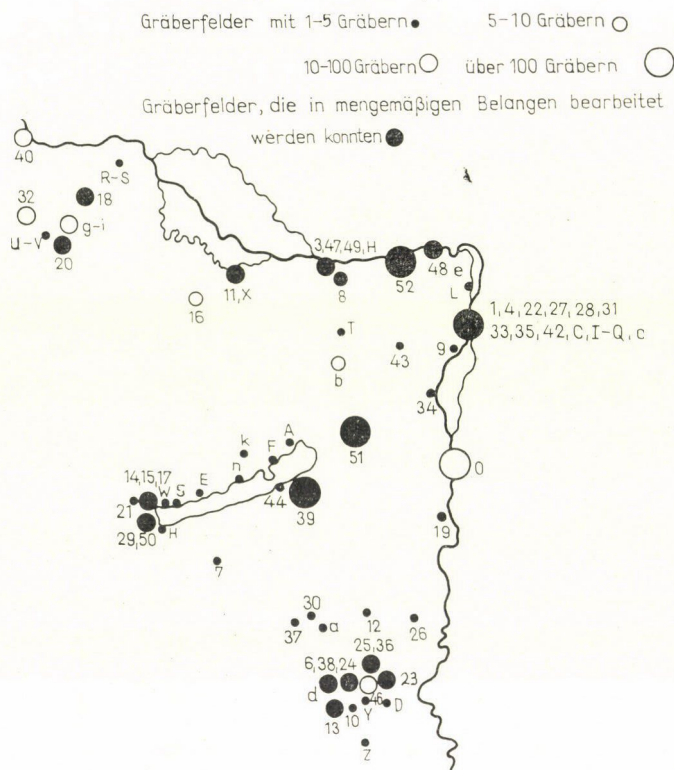 Gräberfelder mit 1-5 Gräbern
5-10 Gräbern
10-100 Gräbern
über 100 Gräbern
Gräberfelder, die in mengemäßigen Belangen bearbeitet
werden konnten
40
R-S
32
18
g-i
u-V
20
3,47,49,H
48 e
52
11,X
8
L
16
1,4,22,27,28,31
33,35,42,C,I-Q,c
T
43
9
b
34
51
A
k
F
O
n
14,15,17
E
44
39
W
S
21
29,50
H
19
7
30
12
26
37
a
25,36
6,38,24
23
d
46
13
10
Y
D
Z